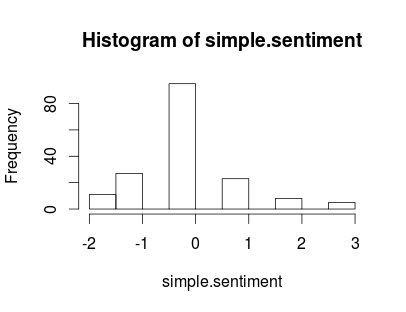 Histogram of simple.sentiment
Frequency
80
40
0
-2 -1 0 1 2 3
simple.sentiment